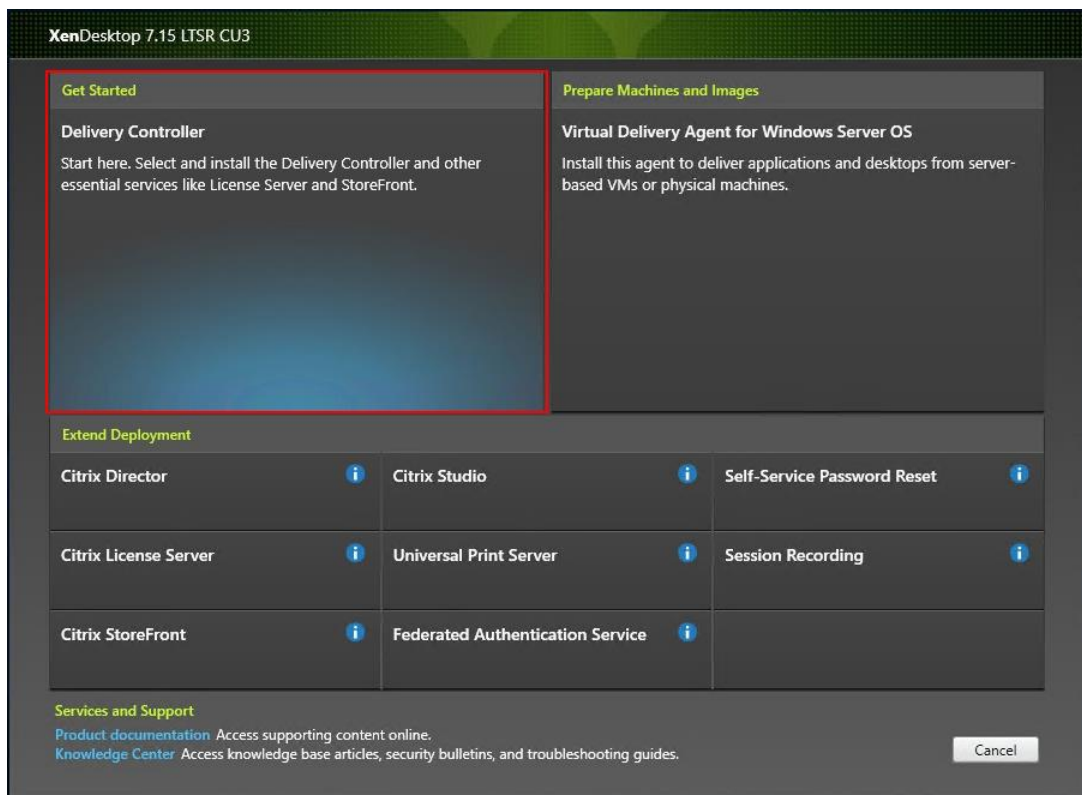 XenDesktop 7.15 LTSR CU3
Get Started
Delivery Controller
Start here. Select and install the Delivery Controller and other
essential services like License Server and StoreFront.
Prepare Machines and Images
Virtual Delivery Agent for Windows Server OS
Install this agent to deliver applications and desktops from server-
based VMs or physical machines.
Extend Deployment
Citrix Director
Citrix Studio
Self-Service Password Reset
Citrix License Server
Universal Print Server
Session Recording
Citrix StoreFront
Federated Authentication Service
Services and Support
Product documentation Access supporting content online.
Knowledge Center Access knowledge base articles, security bulletins, and troubleshooting guides.
Cancel